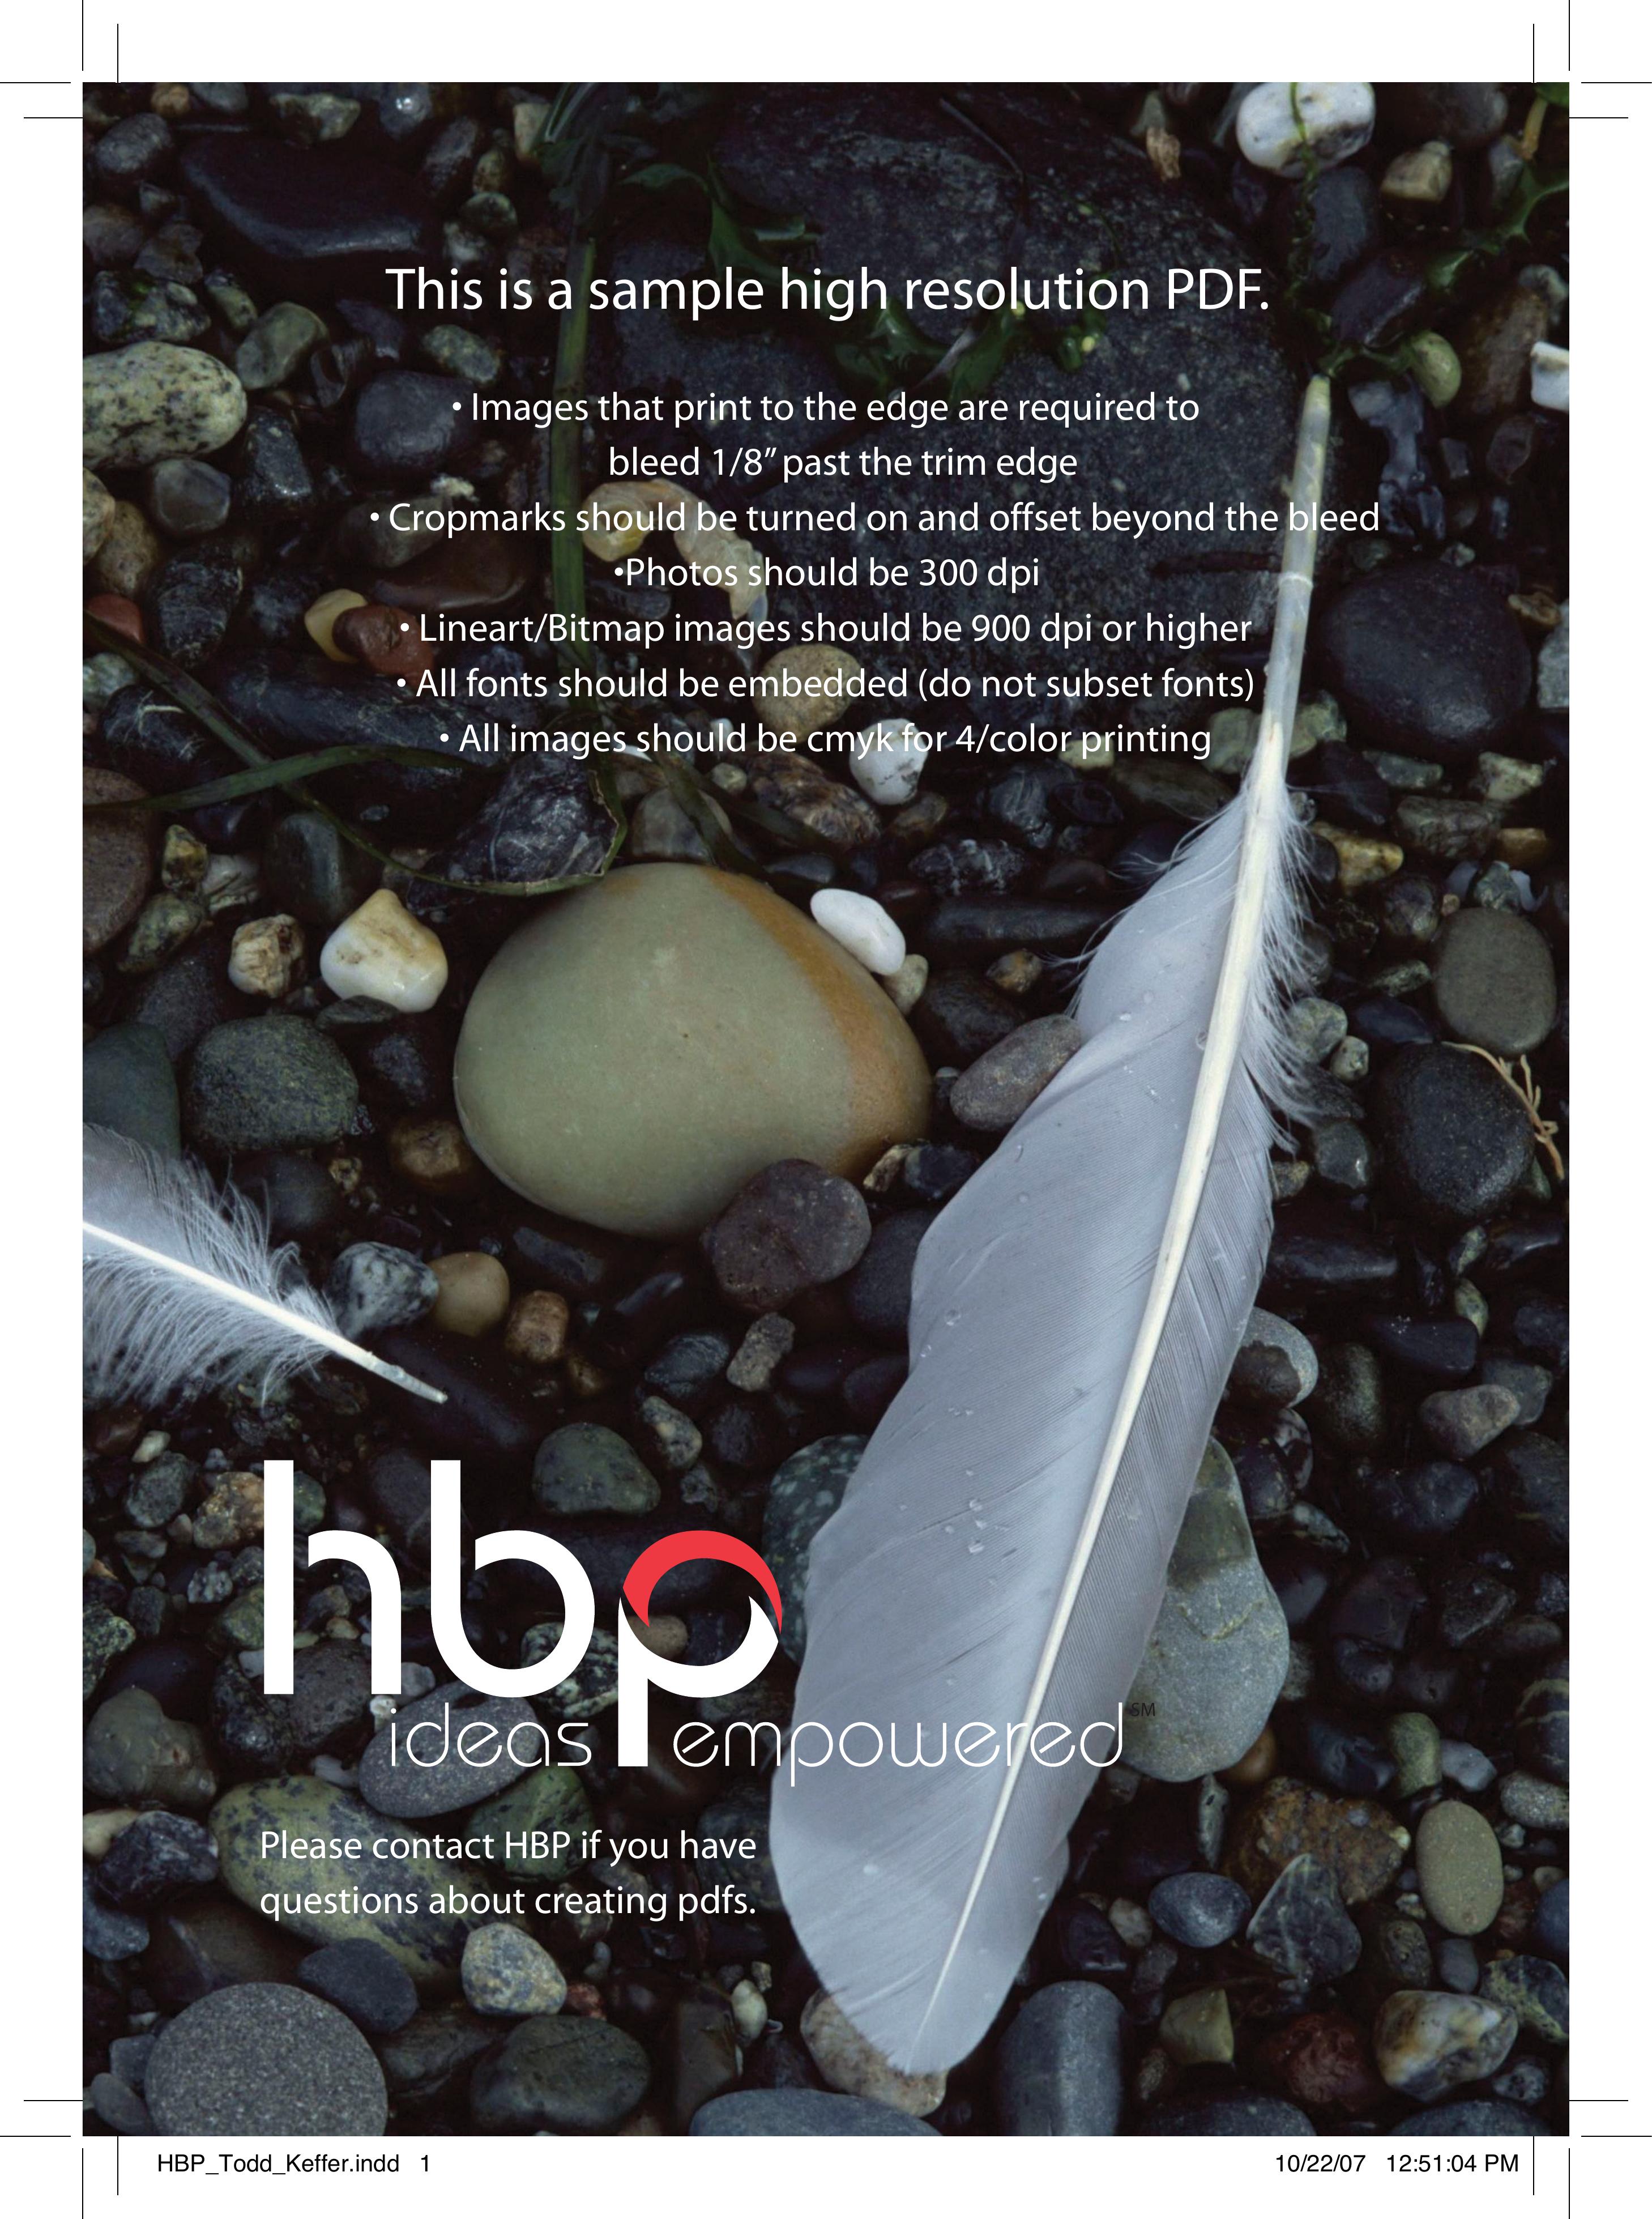 This is a sample high resolution PDF.
• Images that print to the edge are required to
bleed 1/8” past the trim edge
• Cropmarks should be turned on and offset beyond the bleed
•Photos should be 300 dpi
• Lineart/Bitmap images should be 900 dpi or higher
• All fonts should be embedded (do not subset fonts)
• All images should be cmyk for 4/color printing
hbp
ideas empowered SM
Please contact HBP if you have
questions about creating pdfs.
HBP_Todd_Keffer.indd 1
10/22/07 12:51:04 PM